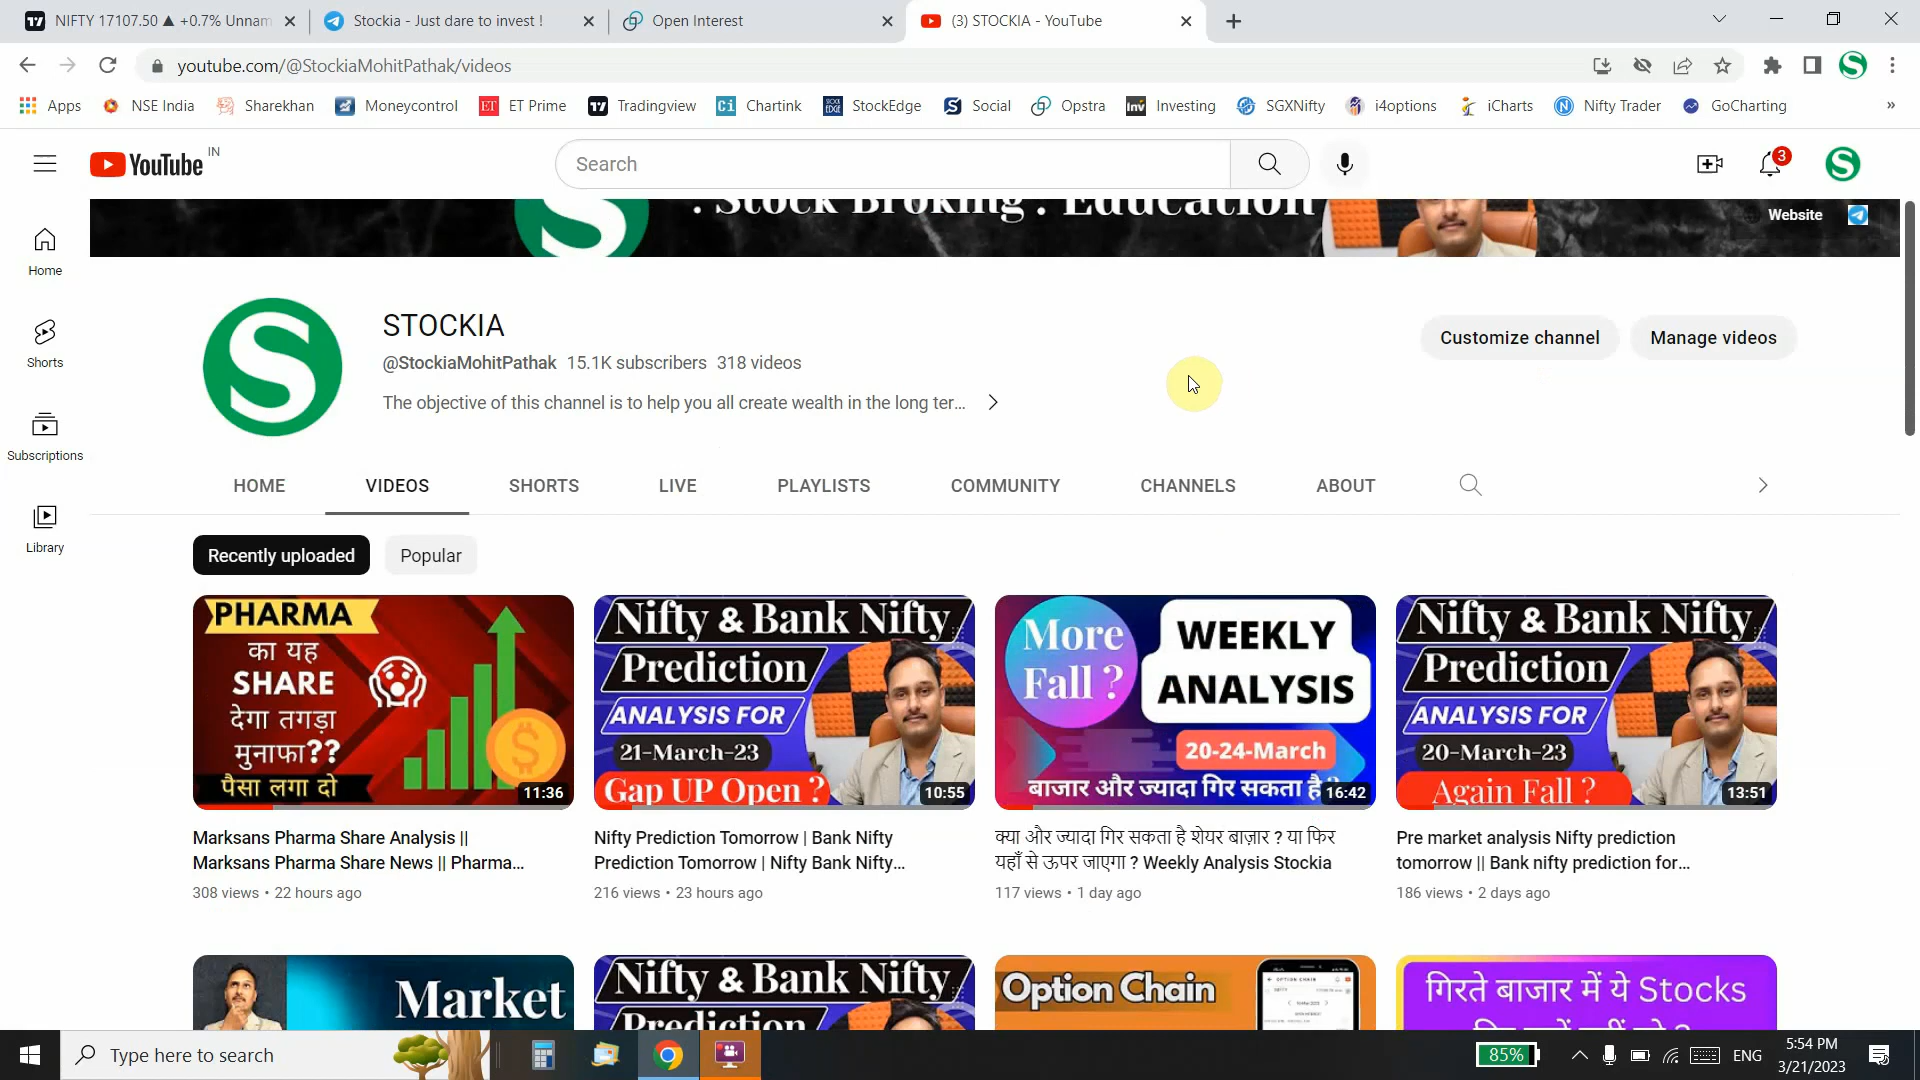 NIFTY 17107.50 ▲ +0.7% Unnam
Stockia - Just dare to invest !
Open Interest
(3) STOCKIA - YouTube
youtube.com/@StockiaMohitPathak/videos
Apps NSE India Sharekhan Moneycontrol ET ET Prime Tradingview Ci Chartink StockEdge Social Opstra Inv Investing SGXNifty i4options iCharts Nifty Trader GoCharting »
YouTube IN
Search
3
. Stock Broking . Education
Website
Home
Shorts
Subscriptions
Library
STOCKIA
@StockiaMohitPathak 15.1K subscribers 318 videos
The objective of this channel is to help you all create wealth in the long ter...
Customize channel
Manage videos
HOME VIDEOS SHORTS LIVE PLAYLISTS COMMUNITY CHANNELS ABOUT
Recently uploaded
Popular
PHARMA
का यह
SHARE
देगा तगड़ा
मुनाफा??
पैसा लगा दो
11:36
Nifty & Bank Nifty
Prediction
ANALYSIS FOR
21-March-23
Gap UP Open ?
10:55
More
Fall ?
WEEKLY
ANALYSIS
20-24-March
बाजार और ज्यादा गिर सकता है?
16:42
Nifty & Bank Nifty
Prediction
ANALYSIS FOR
20-March-23
Again Fall ?
13:51
Marksans Pharma Share Analysis ||
Marksans Pharma Share News || Pharma...
308 views • 22 hours ago
Nifty Prediction Tomorrow | Bank Nifty
Prediction Tomorrow | Nifty Bank Nifty...
216 views • 23 hours ago
क्या और ज्यादा गिर सकता है शेयर बाज़ार ? या फिर
यहाँ से ऊपर जाएगा ? Weekly Analysis Stockia
117 views • 1 day ago
Pre market analysis Nifty prediction
tomorrow || Bank nifty prediction for...
186 views • 2 days ago
Market
Nifty & Bank Nifty
Prediction
Option Chain
OPTION CHAIN
गिरते बाजार में ये Stocks
Type here to search
85%
ENG
5:54 PM
3/21/2023